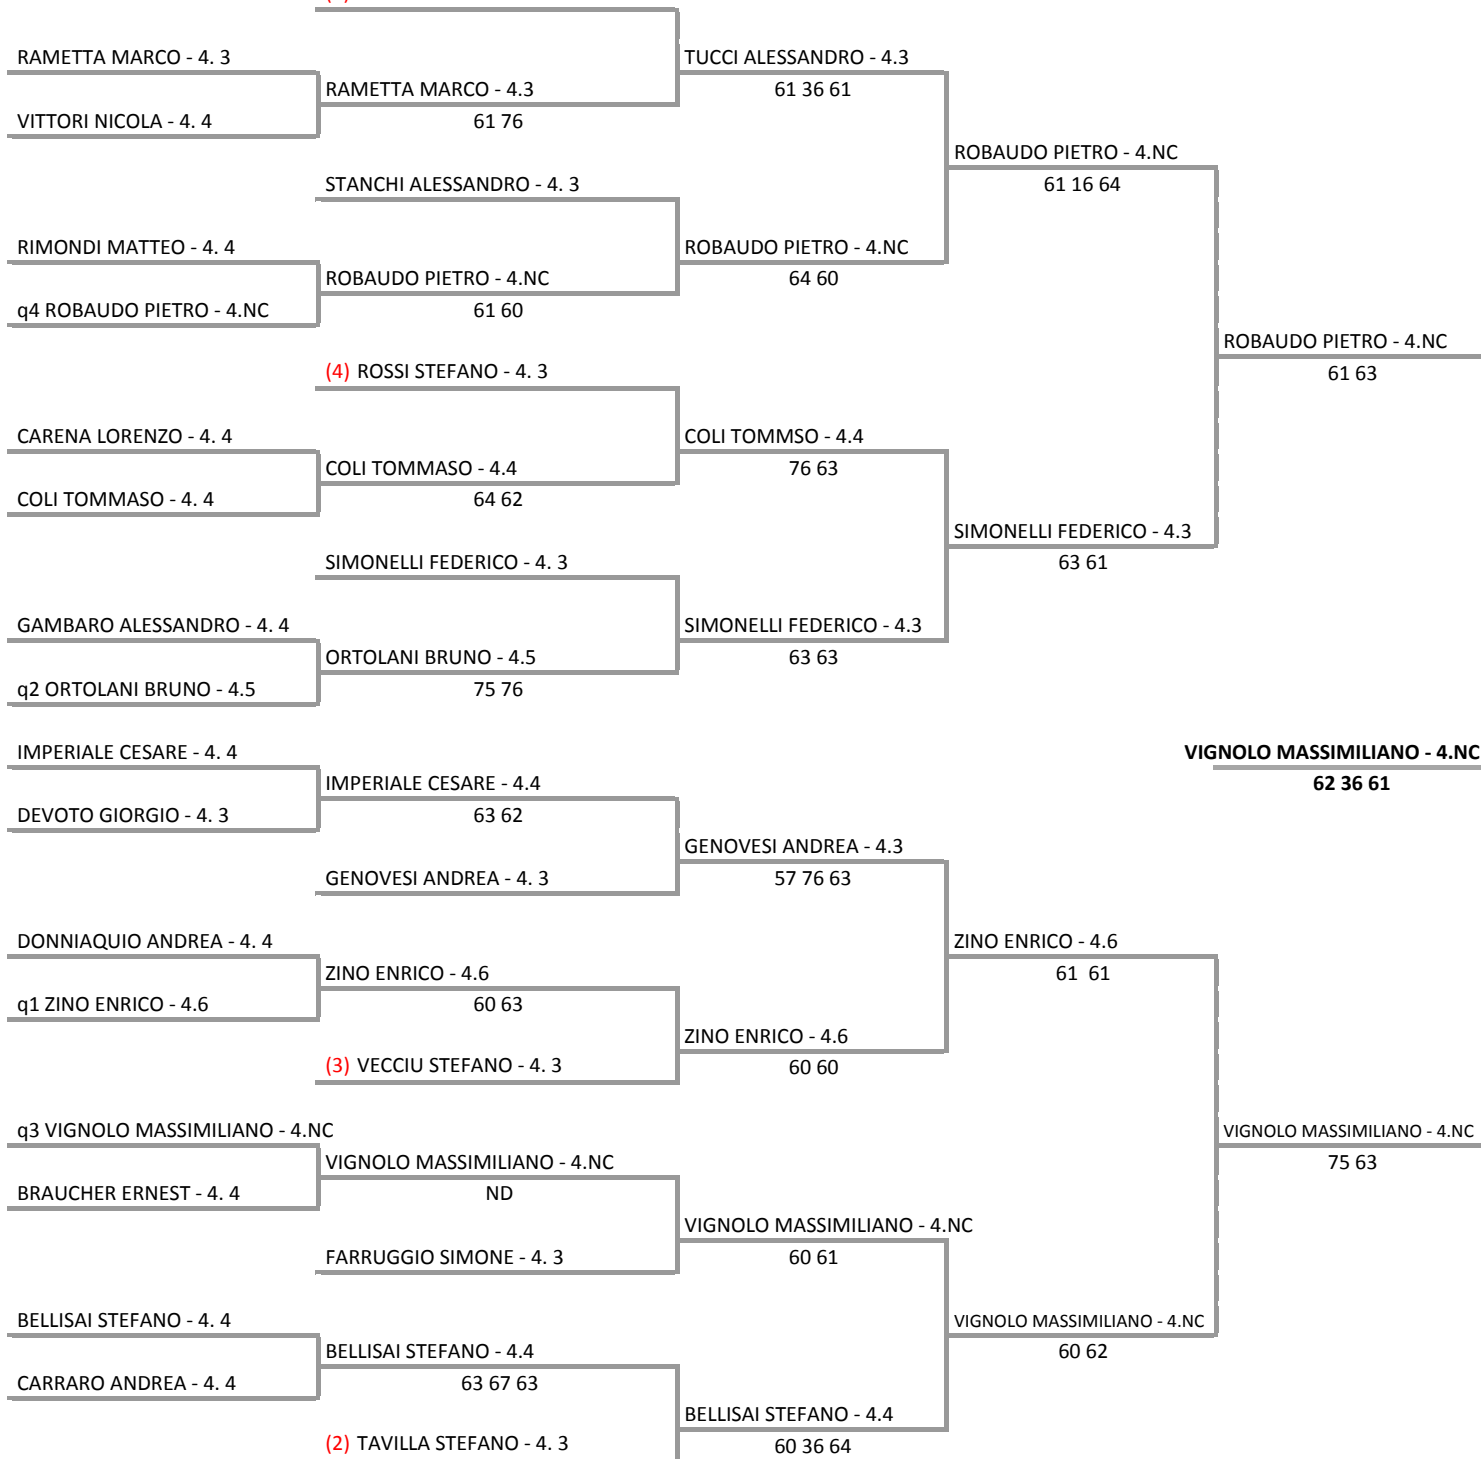 RAMETTA MARCO - 4. 3
VITTORI NICOLA - 4. 4
RIMONDI MATTEO - 4. 4
q4 ROBAUDO PIETRO - 4.NC
CARENA LORENZO - 4. 4
COLI TOMMASO - 4. 4
GAMBARO ALESSANDRO - 4. 4
q2 ORTOLANI BRUNO - 4.5
IMPERIALE CESARE - 4. 4
DEVOTO GIORGIO - 4. 3
DONNIAQUIO ANDREA - 4. 4
q1 ZINO ENRICO - 4.6
q3 VIGNOLO MASSIMILIANO - 4.NC
BRAUCHER ERNEST - 4. 4
BELLISAI STEFANO - 4. 4
CARRARO ANDREA - 4. 4
RAMETTA MARCO - 4.3
61 76
STANCHI ALESSANDRO - 4. 3
ROBAUDO PIETRO - 4.NC
61 60
(4) ROSSI STEFANO - 4. 3
COLI TOMMASO - 4.4
64 62
SIMONELLI FEDERICO - 4. 3
ORTOLANI BRUNO - 4.5
75 76
IMPERIALE CESARE - 4.4
63 62
GENOVESI ANDREA - 4. 3
ZINO ENRICO - 4.6
60 63
(3) VECCIU STEFANO - 4. 3
VIGNOLO MASSIMILIANO - 4.NC
ND
FARRUGGIO SIMONE - 4. 3
BELLISAI STEFANO - 4.4
63 67 63
(2) TAVILLA STEFANO - 4. 3
TUCCI ALESSANDRO - 4.3
61 36 61
ROBAUDO PIETRO - 4.NC
64 60
COLI TOMMSO - 4.4
76 63
SIMONELLI FEDERICO - 4.3
63 63
GENOVESI ANDREA - 4.3
57 76 63
ZINO ENRICO - 4.6
60 60
VIGNOLO MASSIMILIANO - 4.NC
60 61
BELLISAI STEFANO - 4.4
60 36 64
ROBAUDO PIETRO - 4.NC
61 16 64
SIMONELLI FEDERICO - 4.3
63 61
ZINO ENRICO - 4.6
61 61
VIGNOLO MASSIMILIANO - 4.NC
60 62
ROBAUDO PIETRO - 4.NC
61 63
VIGNOLO MASSIMILIANO - 4.NC
62 36 61
VIGNOLO MASSIMILIANO - 4.NC
75 63